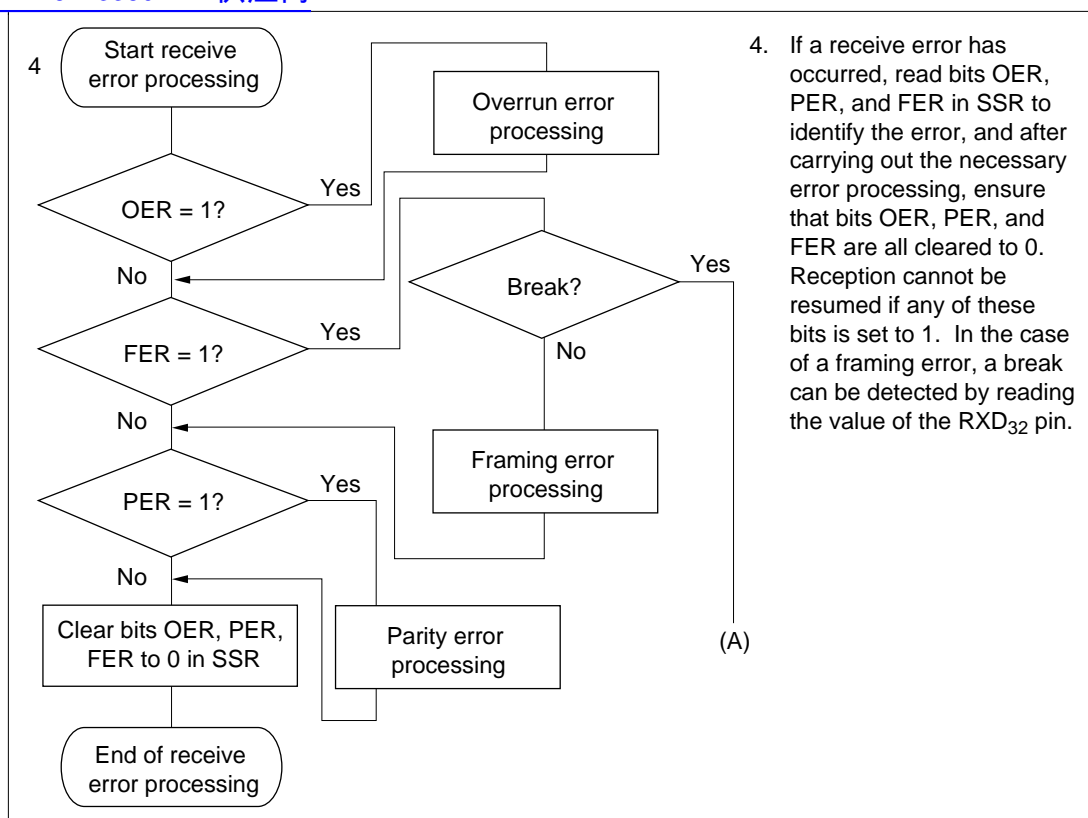 4
Start receive
error processing
Overrun error
processing
OER = 1?
Yes
No
Break?
Yes
No
FER = 1?
Yes
No
Framing error
processing
PER = 1?
Yes
No
Clear bits OER, PER,
FER to 0 in SSR
Parity error
processing
(A)
End of receive
error processing
4. If a receive error has
occurred, read bits OER,
PER, and FER in SSR to
identify the error, and after
carrying out the necessary
error processing, ensure
that bits OER, PER, and
FER are all cleared to 0.
Reception cannot be
resumed if any of these
bits is set to 1. In the case
of a framing error, a break
can be detected by reading
the value of the RXD32 pin.